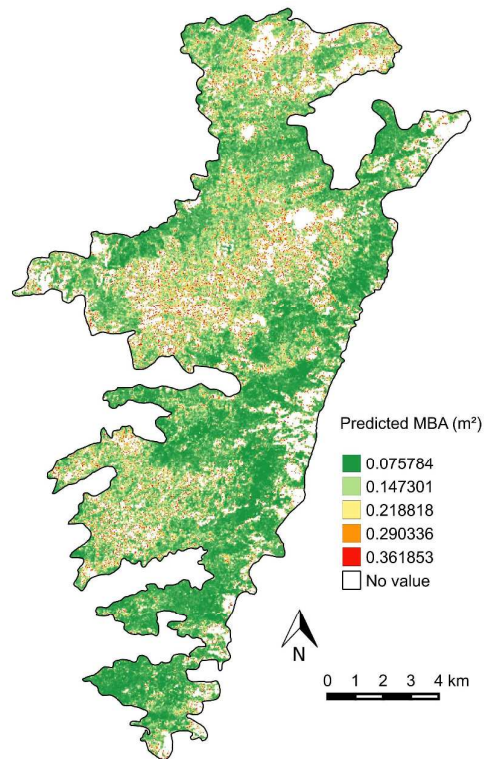 Predicted MBA (m²)
0.075784
0.147301
0.218818
0.290336
0.361853
No value
N
0 1 2 3 4 km